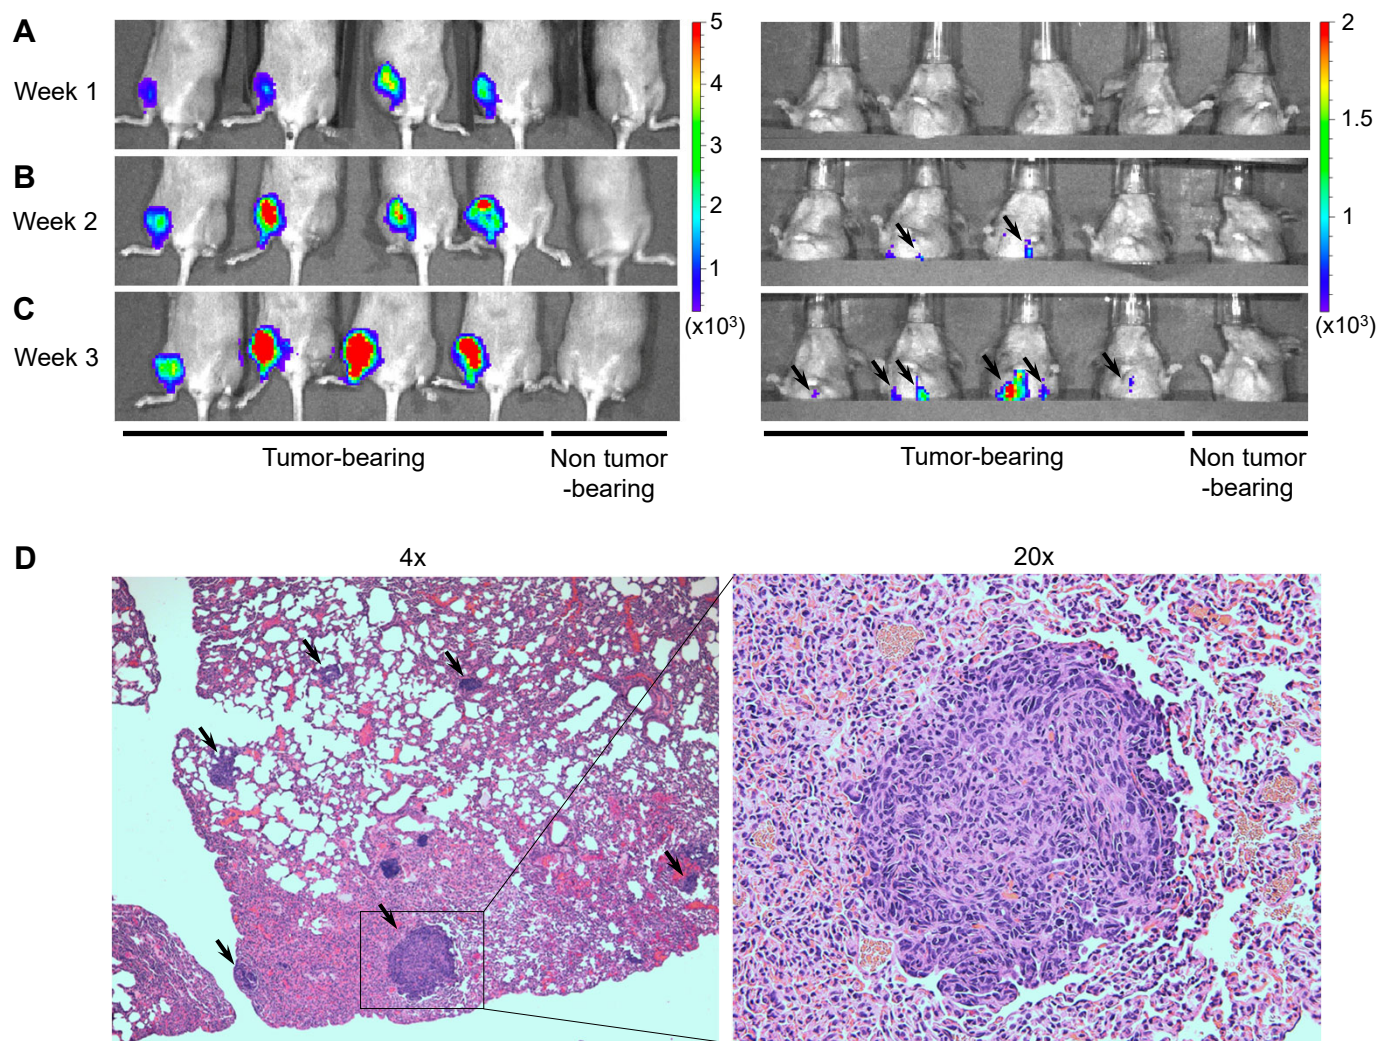 A
Week 1
5
4
3
2
1
(x10³)
2
1.5
1
(x10³)
B
Week 2
C
Week 3
Tumor-bearing
Non tumor
-bearing
Tumor-bearing
Non tumor
-bearing
D
4x
20x